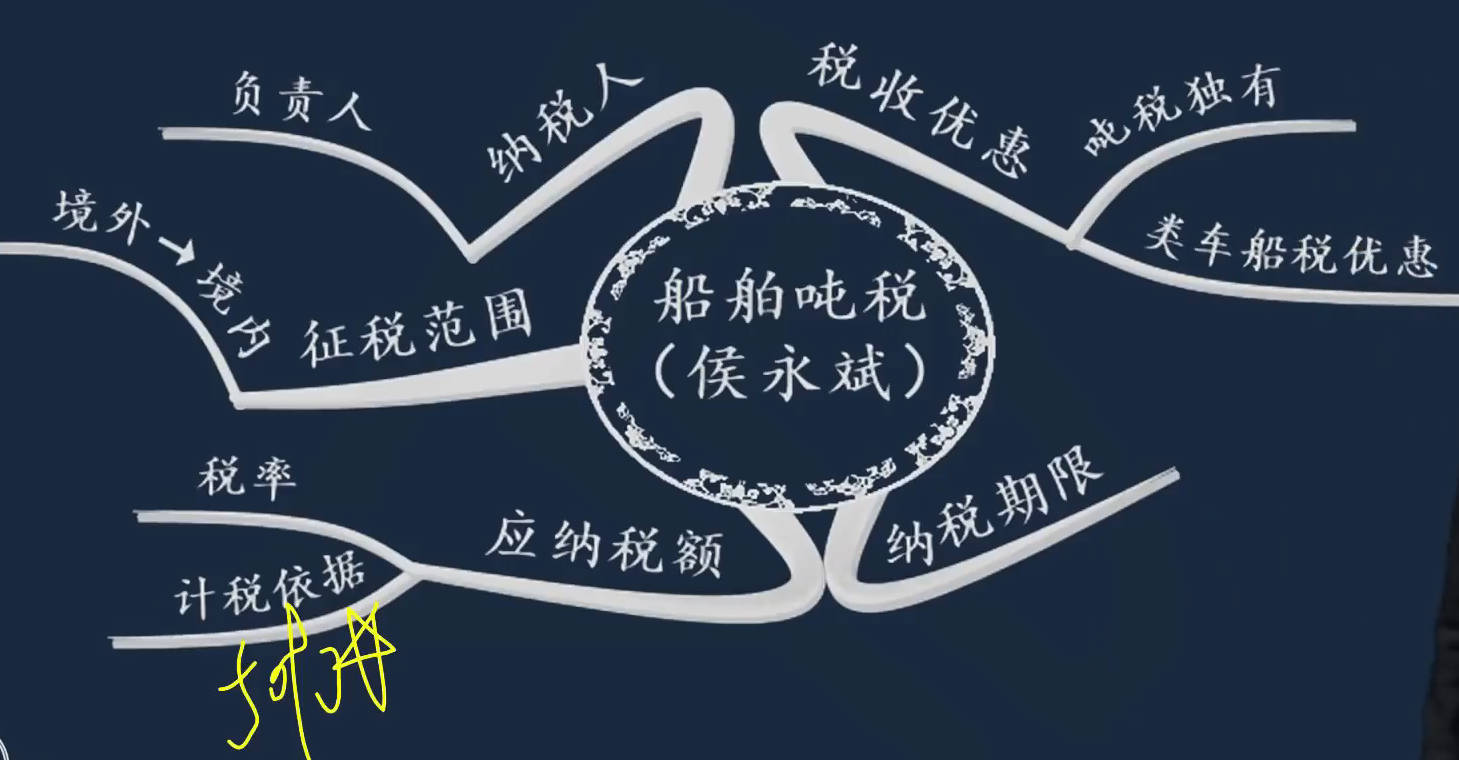 船舶吨税
（侯永斌）
纳税人
负责人
征税范围
境外→境内
应纳税额
税率
计税依据
税收优惠
吨税独有
类车船税优惠
纳税期限